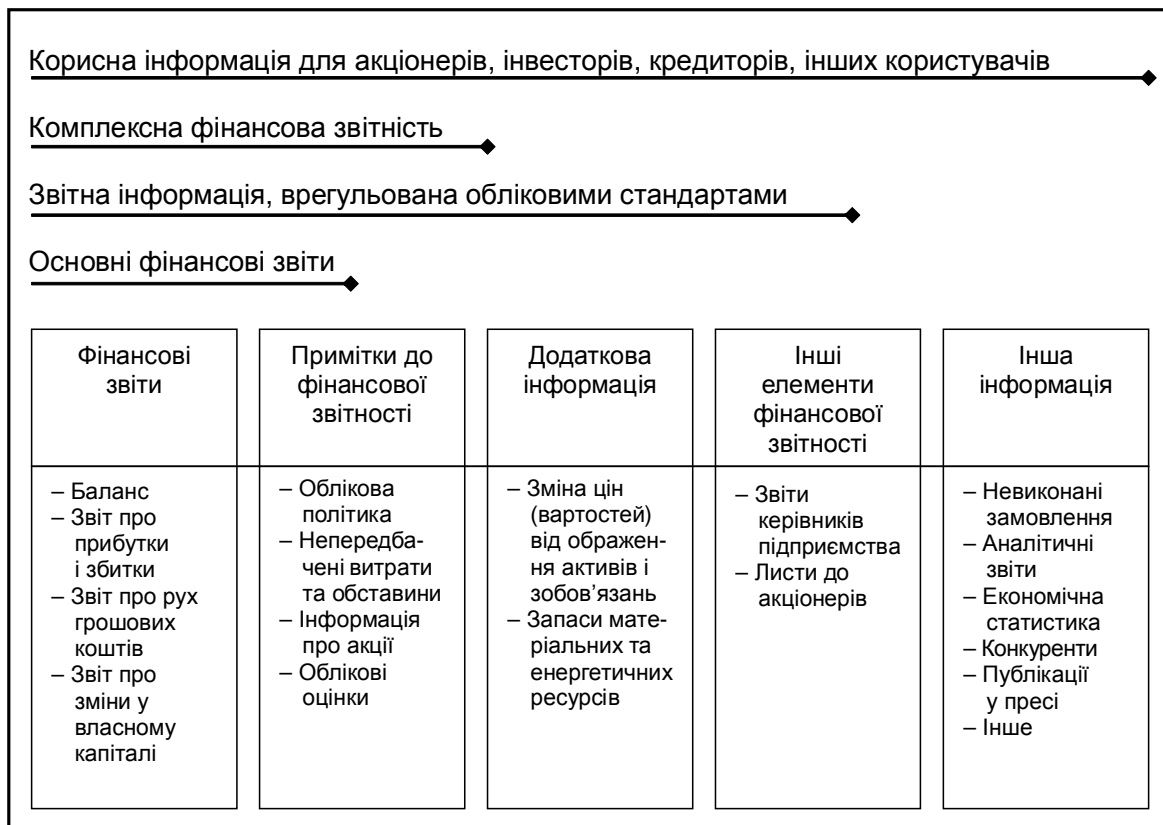 Корисна інформація для акціонерів, інвесторів, кредиторів, інших користувачів
Комплексна фінансова звітність
Звітна інформація, врегульована обліковими стандартами
Основні фінансові звіти
Фінансові
звіти
Примітки до
фінансової
звітності
Додаткова
інформація
Інші
елементи
фінансової
звітності
Інша
інформація
– Баланс
– Звіт про
прибутки
і збитки
– Звіт про рух
грошових
коштів
– Звіт про
зміни у
власному
капіталі
– Облікова
політика
– Непередба-
чені витрати
та обставини
– Інформація
про акції
– Облікові
оцінки
– Зміна цін
(вартостей)
від ображен-
ня активів і
зобов’язань
– Запаси мате-
ріальних та
енергетичних
ресурсів
– Звіти
керівників
підприємства
– Листи до
акціонерів
– Невиконані
замовлення
– Аналітичні
звіти
– Економічна
статистика
– Конкуренти
– Публікації
у пресі
– Інше